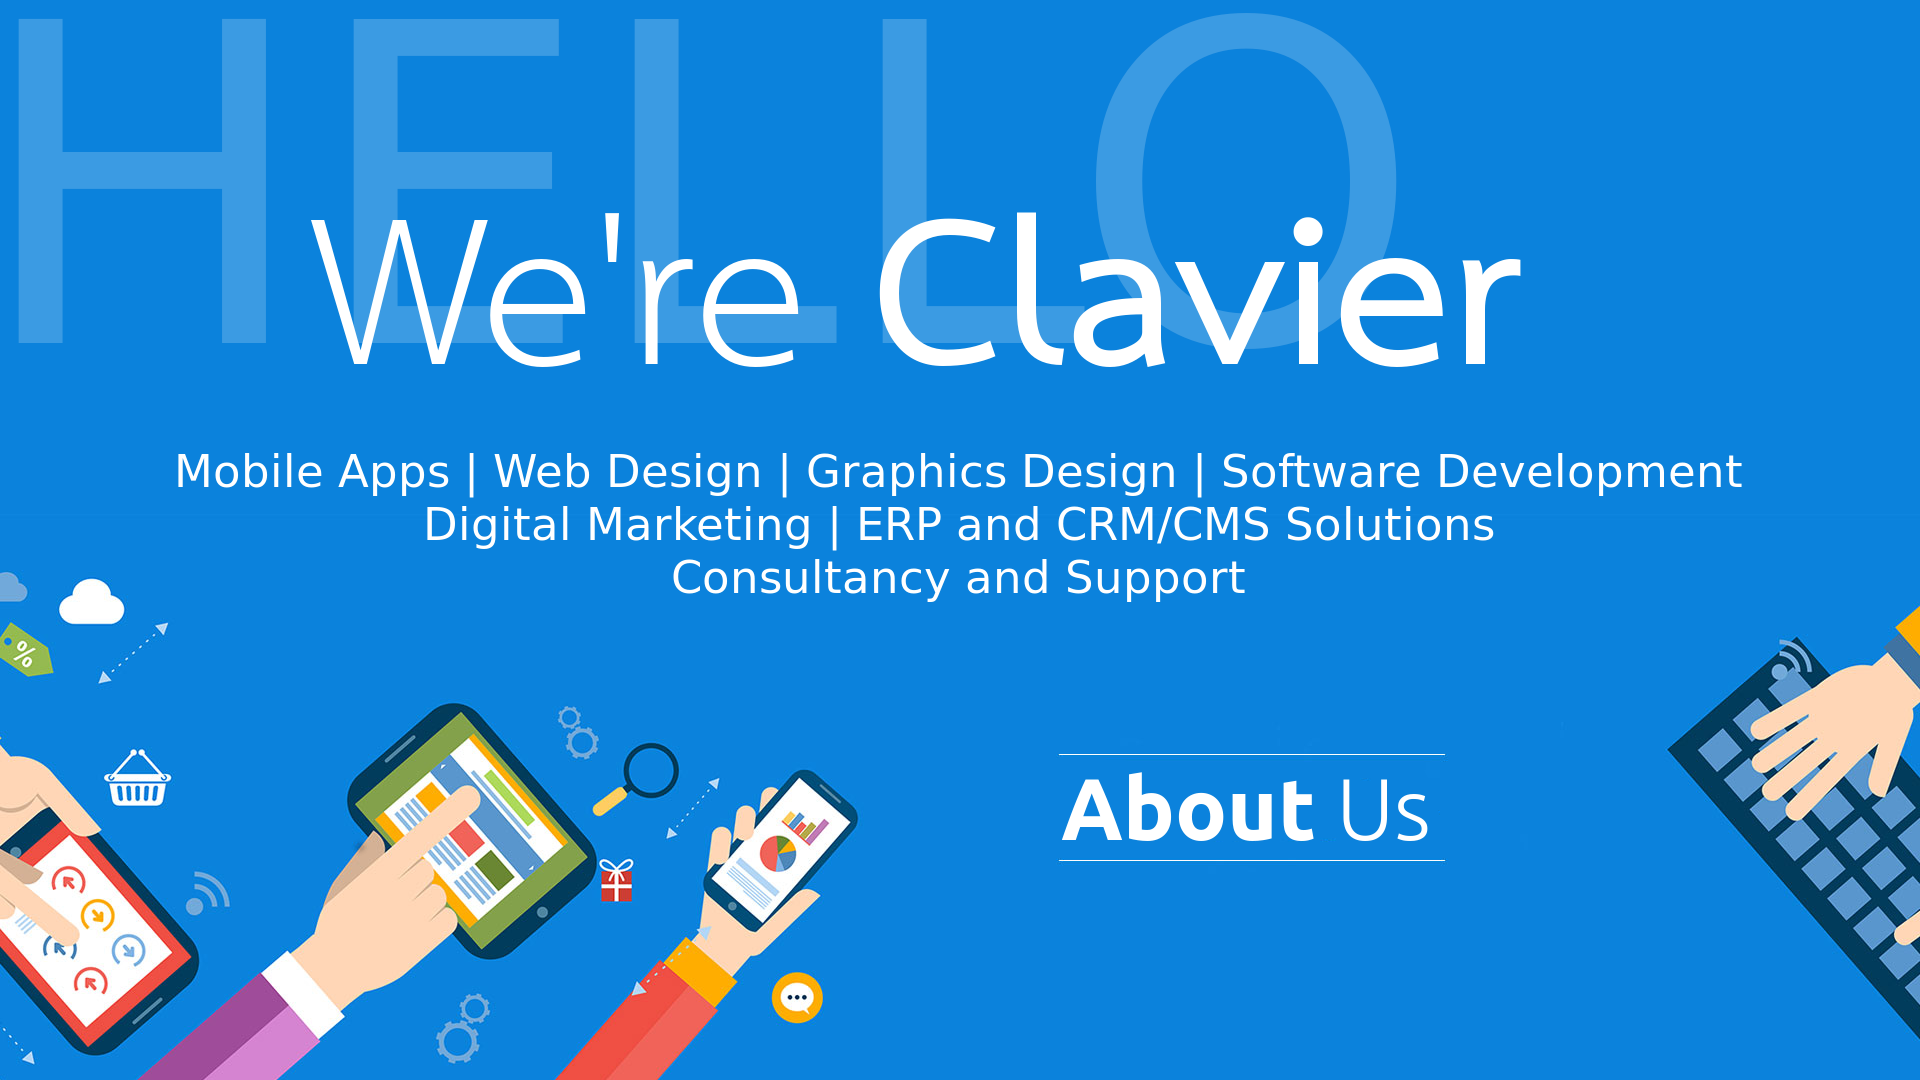 HELLO
We're Clavier
Mobile Apps | Web Design | Graphics Design | Software Development
Digital Marketing | ERP and CRM/CMS Solutions
Consultancy and Support
%
About Us